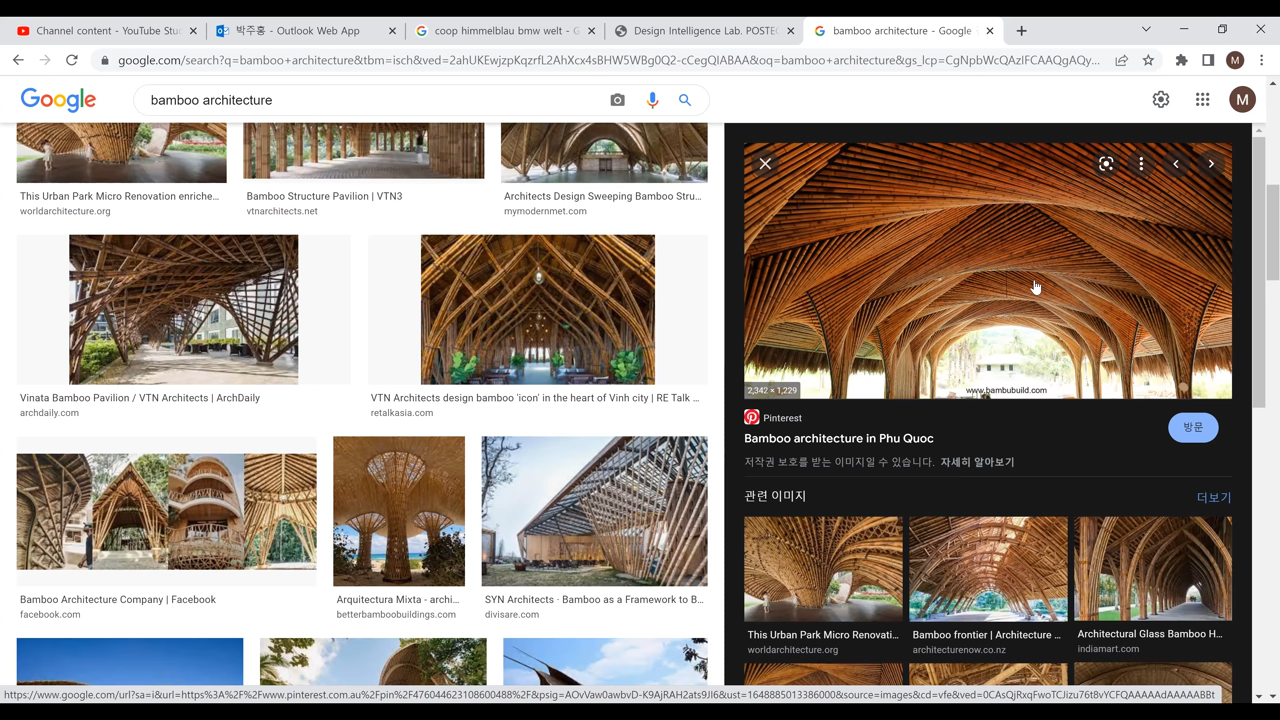 Channel content - YouTube Stu
박주홍 - Outlook Web App
coop himmelblau bmw welt - G
Design Intelligence Lab. POSTEC
bamboo architecture - Google
google.com/search?q=bamboo+architecture&tbm=isch&ved=2ahUKEwjzpKqzrfL2AhXcx4sBHW5WBg0Q2-cCegQIABAA&oq=bamboo+architecture&gs_lcp=CgNpbWcQAzIFCAAQgAQy...
M
Google
bamboo architecture
M
This Urban Park Micro Renovation enriche...
worldarchitecture.org
Bamboo Structure Pavilion | VTN3
vtnarchitects.net
Architects Design Sweeping Bamboo Stru...
mymodernmet.com
Vinata Bamboo Pavilion / VTN Architects | ArchDaily
archdaily.com
VTN Architects design bamboo 'icon' in the heart of Vinh city | RE Talk ...
retalkasia.com
Bamboo Architecture Company | Facebook
facebook.com
Arquitectura Mixta - archi...
betterbamboobuildings.com
SYN Architects · Bamboo as a Framework to B...
divisare.com
2,342 × 1,229
www.bambubuild.com
Pinterest
Bamboo architecture in Phu Quoc
방문
저작권 보호를 받는 이미지일 수 있습니다. 자세히 알아보기
관련 이미지
더보기
This Urban Park Micro Renovati...
worldarchitecture.org
Bamboo frontier | Architecture ...
architecturenow.co.nz
Architectural Glass Bamboo H...
indiamart.com
https://www.google.com/url?sa=i&url=https%3A%2F%2Fwww.pinterest.com.au%2Fpin%2F476044623108600488%2F&psig=AOvVaw0awbvD-K9AjRAH2ats9JI6&ust=1648885013386000&source=images&cd=vfe&ved=0CAsQjRxqFwoTCJizu76t8vYCFQAAAAAdAAAAABBt